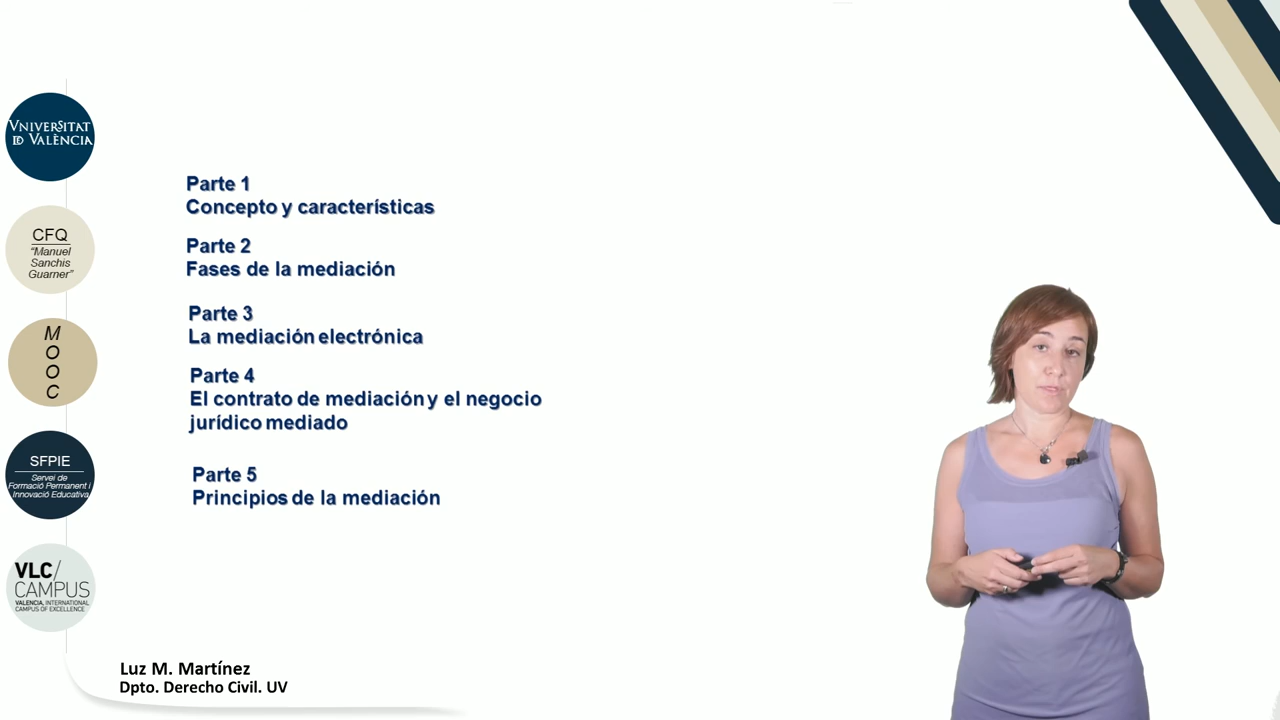 VNIVERSITAT
D VALÈNCIA
CFQ
"Manuel
Sanchis
Guarner"
M
O
O
C
SFPIE
Servei de
Formació Permanent i
Innovació Educativa
VLC/
CAMPUS
VALENCIA, INTERNATIONAL
CAMPUS OF EXCELLENCE
Parte 1
Concepto y características
Parte 2
Fases de la mediación
Parte 3
La mediación electrónica
Parte 4
El contrato de mediación y el negocio
jurídico mediado
Parte 5
Principios de la mediación
Luz M. Martínez
Dpto. Derecho Civil. UV